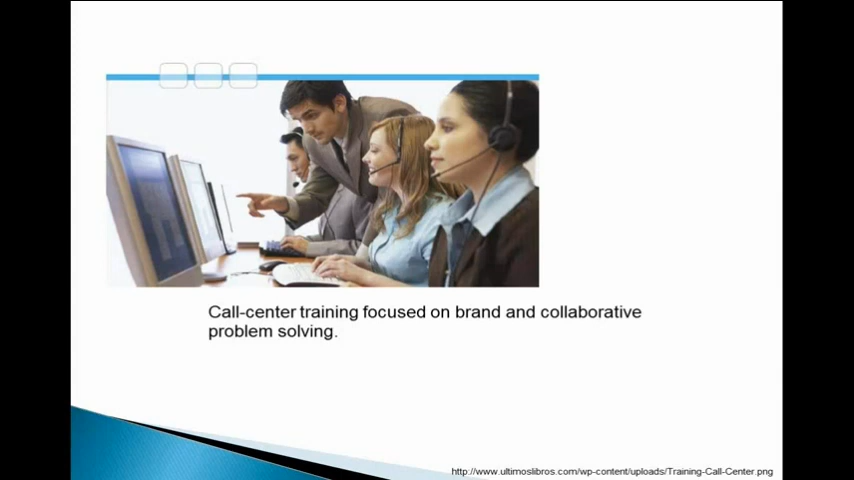 Call-center training focused on brand and collaborative
problem solving.
http://www.ultimoslibros.com/wp-content/uploads/Training-Call-Center.png